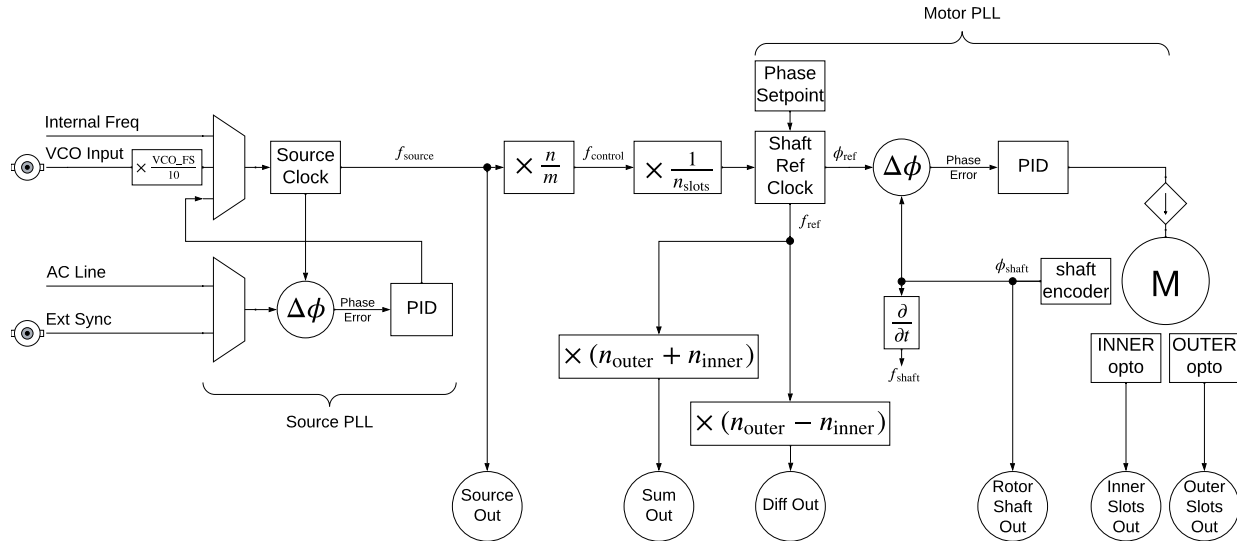 Motor PLL
Phase
Setpoint
Internal Freq
VCO Input
× VCO_FS/10
Source
Clock
f_source
× n/m
f_control
× 1/n_slots
Shaft
Ref
Clock
ϕ_ref
Δϕ
Phase
Error
PID
f_ref
AC Line
Ext Sync
Δϕ
Phase
Error
PID
Source PLL
ϕ_shaft
shaft
encoder
M
∂/∂t
f_shaft
× (n_outer + n_inner)
× (n_outer − n_inner)
INNER
opto
OUTER
opto
Source
Out
Sum
Out
Diff Out
Rotor
Shaft
Out
Inner
Slots
Out
Outer
Slots
Out